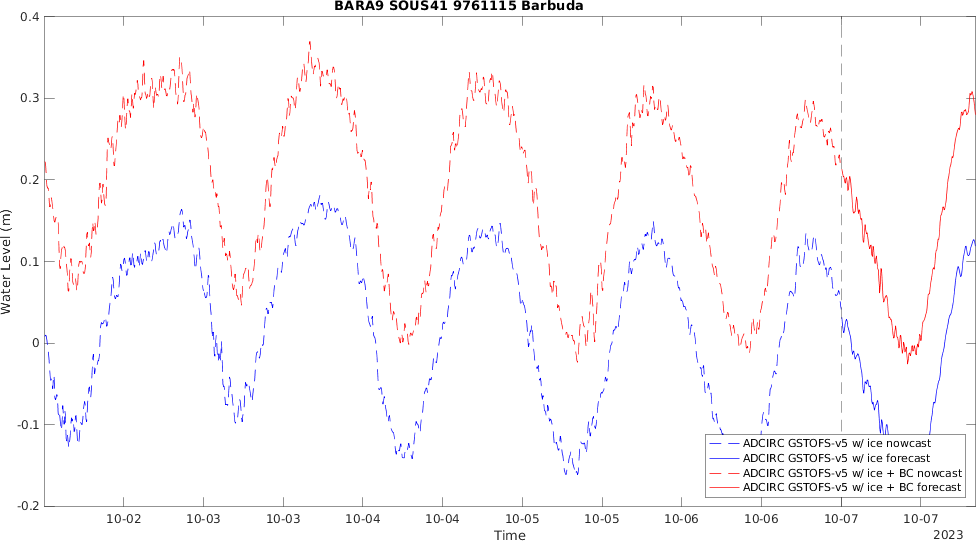 BARA9 SOUS41 9761115 Barbuda
0.4
0.3
0.2
0.1
0
-0.1
-0.2
Water Level (m)
ADCIRC GSTOFS-v5 w/ ice nowcast
ADCIRC GSTOFS-v5 w/ ice forecast
ADCIRC GSTOFS-v5 w/ ice + BC nowcast
ADCIRC GSTOFS-v5 w/ ice + BC forecast
10-02 10-03 10-03 10-04 10-04 10-05 10-05 10-06 10-06 10-07 10-07
Time
2023